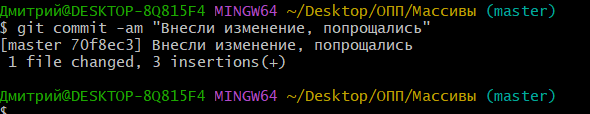 Дмитрий@DESKTOP-8Q815F4 MINGW64 ~/Desktop/ОПП/Массивы (master)
$ git commit -am "Внесли изменение, попрощались"
[master 70f8ec3] Внесли изменение, попрощались
 1 file changed, 3 insertions(+)

Дмитрий@DESKTOP-8Q815F4 MINGW64 ~/Desktop/ОПП/Массивы (master)
$